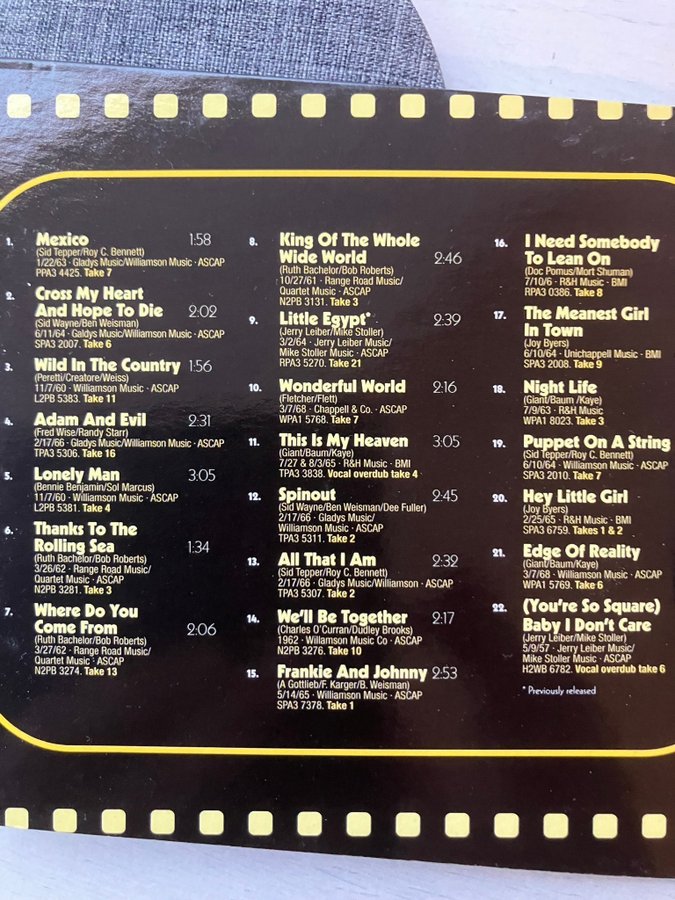 1. Mexico 1:58
(Sid Tepper/Roy C. Bennett)
1/22/63 · Gladys Music/Williamson Music · ASCAP
PPA3 4425. Take 7
2. Cross My Heart
And Hope To Die 2:02
(Sid Wayne/Ben Weisman)
6/11/64 · Galdys Music/Williamson Music · ASCAP
SPA3 2007. Take 6
3. Wild In The Country 1:56
(Peretti/Creatore/Weiss)
11/7/60 · Williamson Music · ASCAP
L2PB 5383. Take 11
4. Adam And Evil 2:31
(Fred Wise/Randy Starr)
2/17/66 · Gladys Music/Williamson Music · ASCAP
TPA3 5306. Take 16
5. Lonely Man 3:05
(Bennie Benjamin/Sol Marcus)
11/7/60 · Williamson Music · ASCAP
L2PB 5381. Take 4
6. Thanks To The
Rolling Sea 1:34
(Ruth Bachelor/Bob Roberts)
3/26/62 · Range Road Music/
Quartet Music · ASCAP
N2PB 3281. Take 3
7. Where Do You
Come From 2:06
(Ruth Bachelor/Bob Roberts)
3/27/62 · Range Road Music/
Quartet Music · ASCAP
N2PB 3274. Take 13
8. King Of The Whole
Wide World 2:46
(Ruth Bachelor/Bob Roberts)
10/27/61 · Range Road Music/
Quartet Music · ASCAP
N2PB 3131. Take 3
9. Little Egypt* 2:39
(Jerry Leiber/Mike Stoller)
3/2/64 · Jerry Leiber Music/
Mike Stoller Music · ASCAP
RPA3 5270. Take 21
10. Wonderful World 2:16
(Fletcher/Flett)
3/7/68 · Chappell & Co. · ASCAP
WPA1 5768. Take 7
11. This Is My Heaven 3:05
(Giant/Baum/Kaye)
7/27 & 8/3/65 · R&H Music · BMI
TPA3 3838. Vocal overdub take 4
12. Spinout 2:45
(Sid Wayne/Ben Weisman/Dee Fuller)
2/17/66 · Gladys Music/
Williamson Music · ASCAP
TPA3 5311. Take 2
13. All That I Am 2:32
(Sid Tepper/Roy C. Bennett)
2/17/66 · Gladys Music/Williamson · ASCAP
TPA3 5307. Take 2
14. We'll Be Together 2:17
(Charles O'Curran/Dudley Brooks)
1962 · Williamson Music Co · ASCAP
N2PB 3276. Take 10
15. Frankie And Johnny 2:53
(A Gottlieb/F. Karger/B. Weisman)
5/14/65 · Williamson Music · ASCAP
SPA3 7378. Take 1
16. I Need Somebody
To Lean On
(Doc Pomus/Mort Shuman)
7/10/6 · R&H Music · BMI
RPA3 0386. Take 8
17. The Meanest Girl
In Town
(Joy Byers)
6/10/64 · Unichappell Music · BMI
SPA3 2008. Take 9
18. Night Life
(Giant/Baum /Kaye)
7/9/63 · R&H Music
WPA1 8023. Take 3
19. Puppet On A String
(Sid Tepper/Roy C. Bennett)
6/10/64 · Williamson Music · ASCAP
SPA3 2010. Take 7
20. Hey Little Girl
(Joy Byers)
2/25/65 · R&H Music · BMI
SPA3 6759. Takes 1 & 2
21. Edge Of Reality
(Giant/Baum/Kaye)
3/7/68 · Williamson Music · ASCAP
WPA1 5769. Take 6
22. (You're So Square)
Baby I Don't Care
(Jerry Leiber/Mike Stoller)
5/9/57 · Jerry Leiber Music/
Mike Stoller Music · ASCAP
H2WB 6782. Vocal overdub take 6
* Previously released